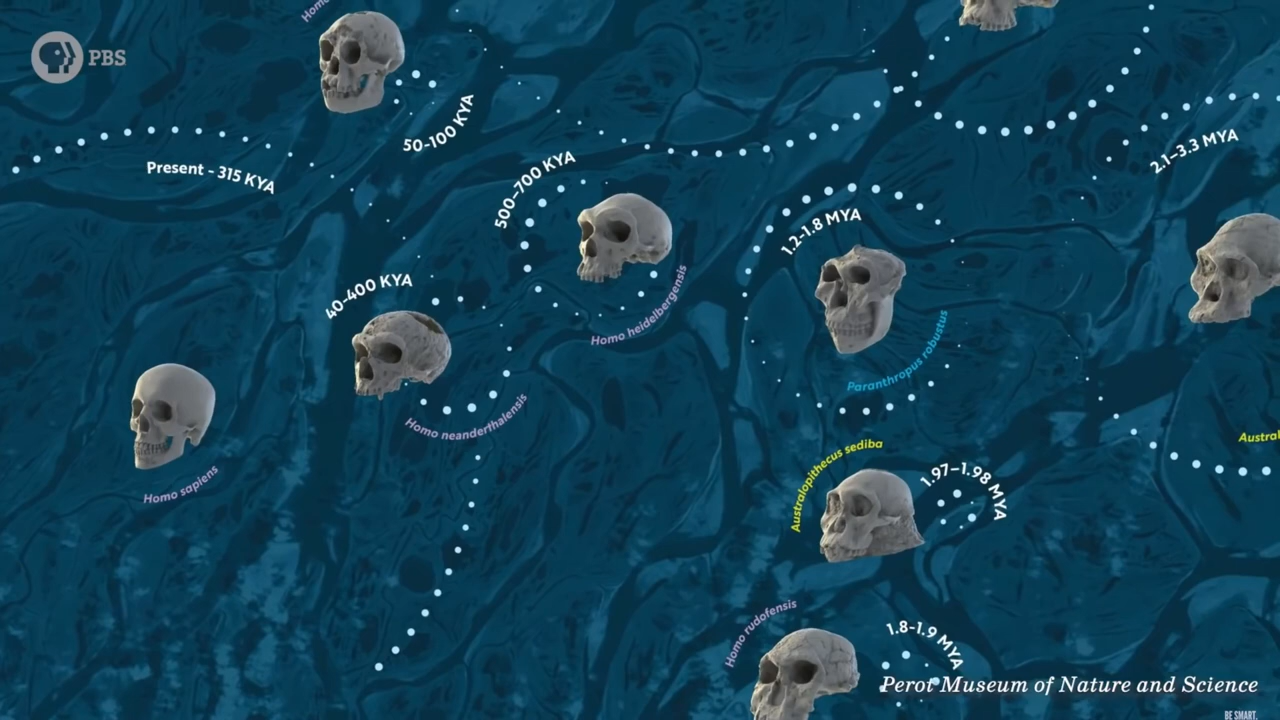 Homo
PBS
50-100 KYA
Present - 315 KYA
2.1-3.3 MYA
500-700 KYA
1.2-1.8 MYA
40-400 KYA
Homo heidelbergensis
Paranthropus robustus
Homo neanderthalensis
Austral
Australopithecus sediba
1.97-1.98 MYA
Homo sapiens
Homo rudofensis
1.8-1.9 MYA
Perot Museum of Nature and Science
BE SMART.